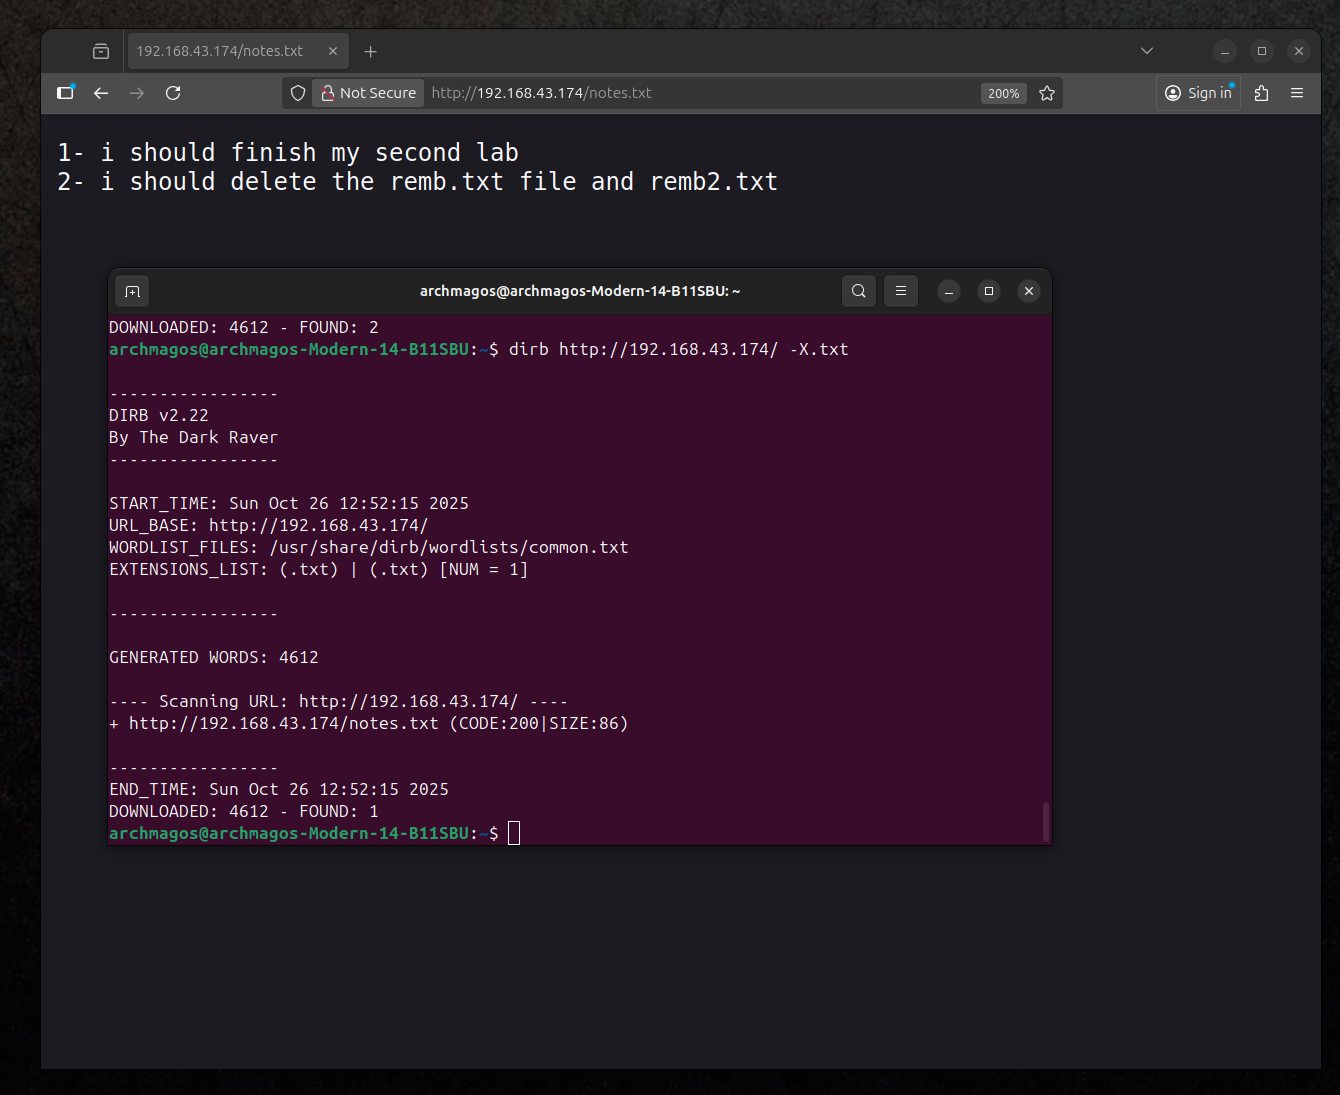 192.168.43.174/notes.txt
Not Secure
http://192.168.43.174/notes.txt
200%
Sign in
1- i should finish my second lab
2- i should delete the remb.txt file and remb2.txt
archmagos@archmagos-Modern-14-B11SBU: ~
DOWNLOADED: 4612 - FOUND: 2
archmagos@archmagos-Modern-14-B11SBU:~$ dirb http://192.168.43.174/ -X.txt
-----------------
DIRB v2.22
By The Dark Raver
-----------------
START_TIME: Sun Oct 26 12:52:15 2025
URL_BASE: http://192.168.43.174/
WORDLIST_FILES: /usr/share/dirb/wordlists/common.txt
EXTENSIONS_LIST: (.txt) | (.txt) [NUM = 1]
-----------------
GENERATED WORDS: 4612
---- Scanning URL: http://192.168.43.174/ ----
+ http://192.168.43.174/notes.txt (CODE:200|SIZE:86)
-----------------
END_TIME: Sun Oct 26 12:52:15 2025
DOWNLOADED: 4612 - FOUND: 1
archmagos@archmagos-Modern-14-B11SBU:~$